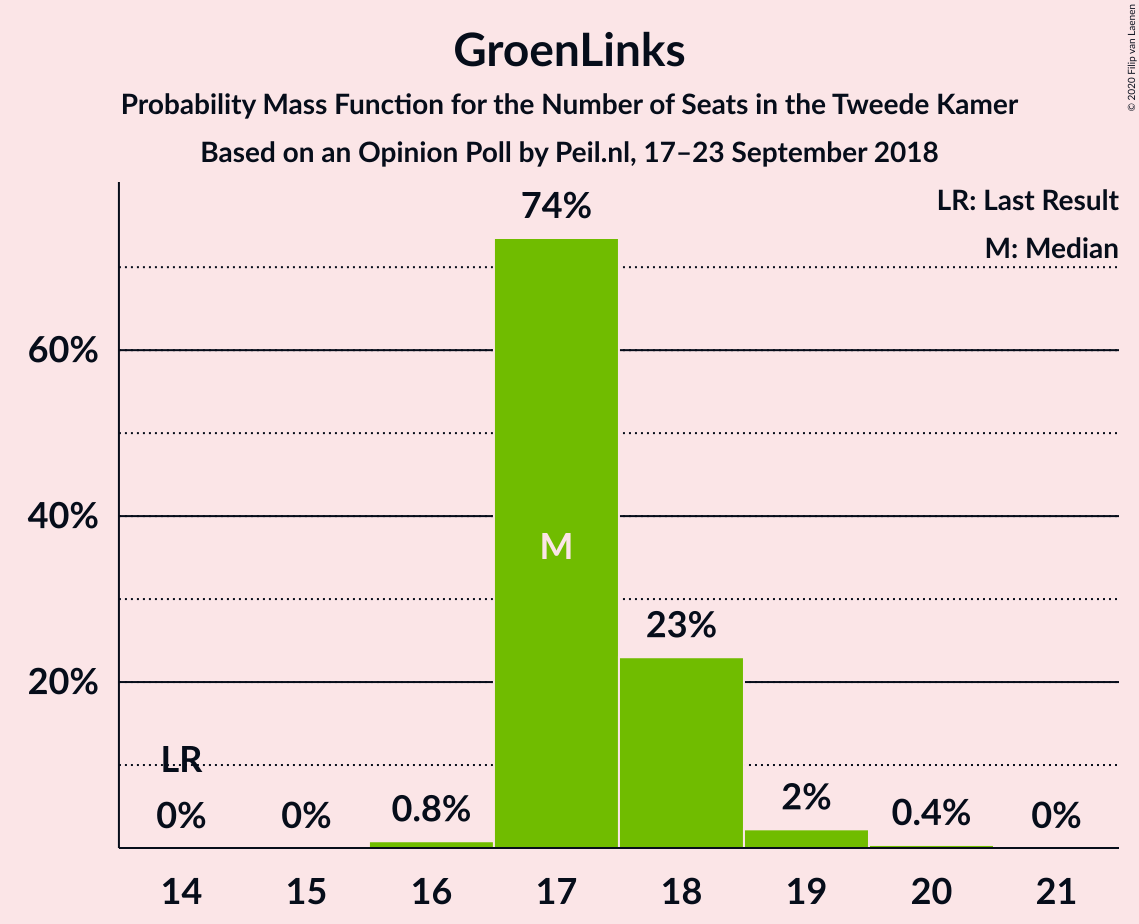 GroenLinks
Probability Mass Function for the Number of Seats in the Tweede Kamer
Based on an Opinion Poll by Peil.nl, 17–23 September 2018
© 2020 Filip van Laenen
LR: Last Result
M: Median
74%
60%
40%
M
23%
20%
LR
0%
0%
0.8%
2%
0.4%
0%
14
15
16
17
18
19
20
21